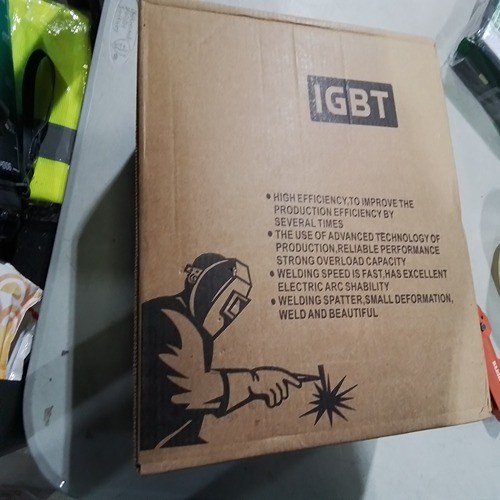 IGBT
• HIGH EFFICIENCY,TO IMPROVE THE
PRODUCTION EFFICIENCY BY
SEVERAL TIMES
• THE USE OF ADVANCED TECHNOLOGY OF
PRODUCTION,RELIABLE PERFORMANCE
STRONG OVERLOAD CAPACITY
• WELDING SPEED IS FAST,HAS EXCELLENT
ELECTRIC ARC SHABILITY
• WELDING SPATTER,SMALL DEFORMATION,
WELD AND BEAUTIFUL